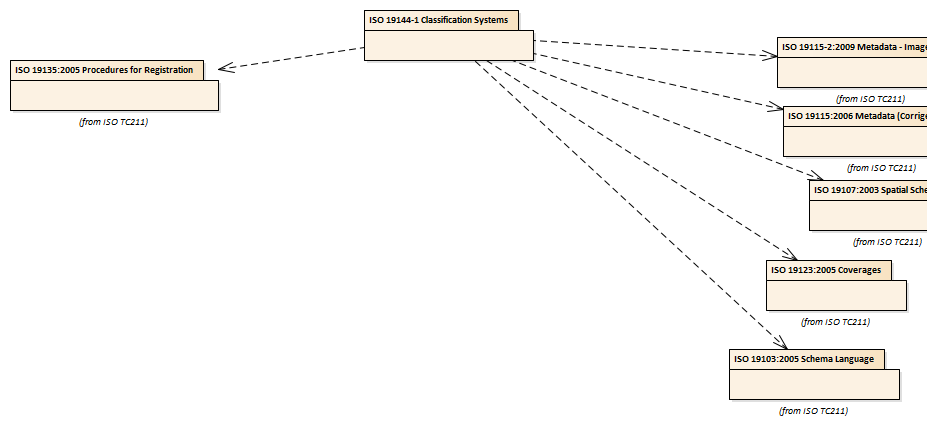 ISO 19144-1 Classification Systems
ISO 19135:2005 Procedures for Registration
(from ISO TC211)
ISO 19115-2:2009 Metadata - Image
(from ISO TC211)
ISO 19115:2006 Metadata (Corrige
(from ISO TC211)
ISO 19107:2003 Spatial Sche
(from ISO TC211)
ISO 19123:2005 Coverages
(from ISO TC211)
ISO 19103:2005 Schema Language
(from ISO TC211)